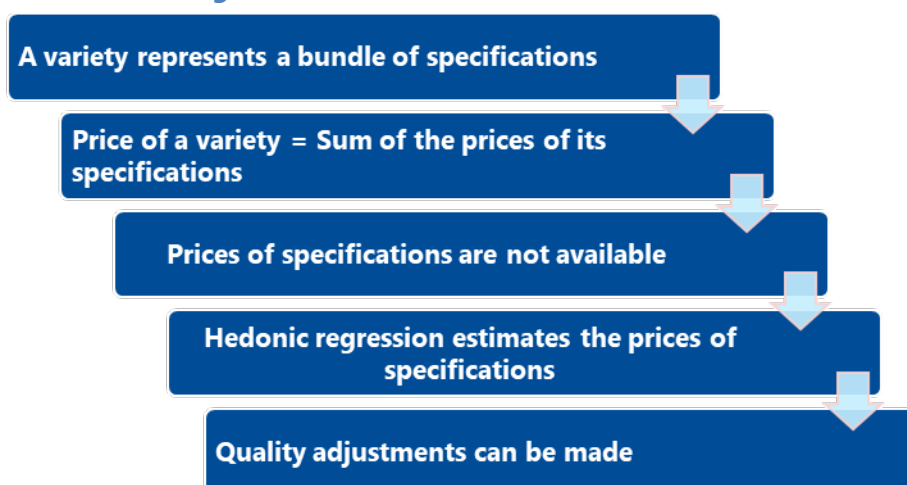 A variety represents a bundle of specifications
Price of a variety = Sum of the prices of its
specifications
Prices of specifications are not available
Hedonic regression estimates the prices of
specifications
Quality adjustments can be made